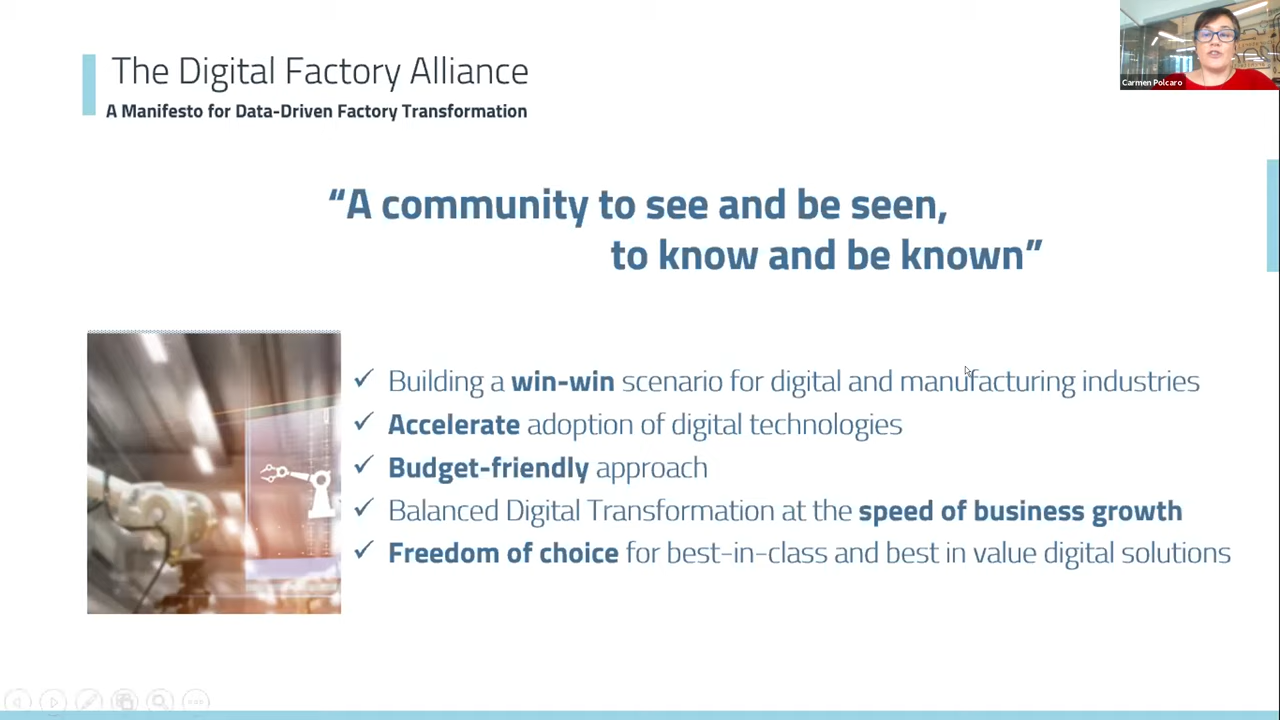 The Digital Factory Alliance
A Manifesto for Data-Driven Factory Transformation
Carmen Polcaro
“A community to see and be seen,
to know and be known”
Building a win-win scenario for digital and manufacturing industries
Accelerate adoption of digital technologies
Budget-friendly approach
Balanced Digital Transformation at the speed of business growth
Freedom of choice for best-in-class and best in value digital solutions